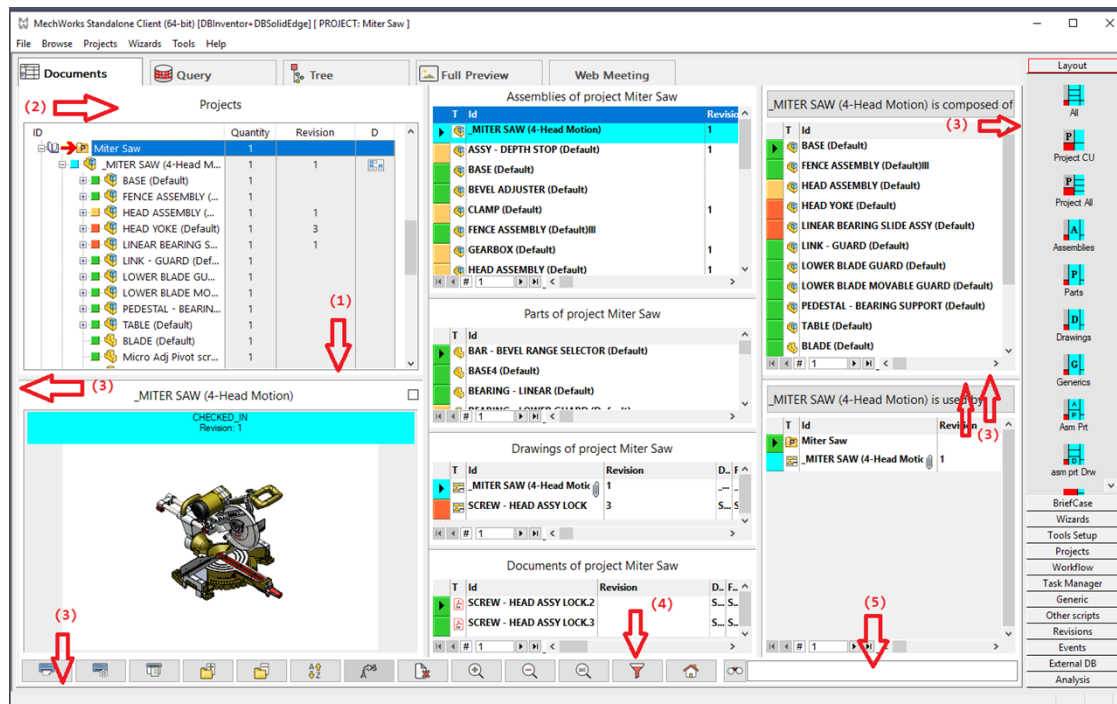 MechWorks Standalone Client (64-bit) [DBInventor+DBSolidEdge] [ PROJECT: Miter Saw ]
File Browse Projects Wizards Tools Help
Documents Query Tree Full Preview Web Meeting
(2) Projects
ID Quantity Revision D
P Miter Saw 1
_MITER SAW (4-Head M... 1 1
BASE (Default) 1
FENCE ASSEMBLY (... 1
HEAD ASSEMBLY (... 1 1
HEAD YOKE (Default) 1 3
LINEAR BEARING S... 1 1
LINK - GUARD (Def... 1
LOWER BLADE GU... 1
LOWER BLADE MO... 1
PEDESTAL - BEARIN... 1
TABLE (Default) 1
BLADE (Default) 1
Micro Adj Pivot scr... 1
(1)
(3)
_MITER SAW (4-Head Motion)
CHECKED_IN
Revision: 1
(3)
Assemblies of project Miter Saw
T Id Revisio
_MITER SAW (4-Head Motion) 1
ASSY - DEPTH STOP (Default) 1
BASE (Default)
BEVEL ADJUSTER (Default)
CLAMP (Default) 1
FENCE ASSEMBLY (Default)III
GEARBOX (Default) 1
HEAD ASSEMBLY (Default) 1
# 1
Parts of project Miter Saw
T Id
BAR - BEVEL RANGE SELECTOR (Default)
BASE4 (Default)
BEARING - LINEAR (Default)
BEARING - LOWER GUARD (Default)
# 1
Drawings of project Miter Saw
T Id Revision D.. F
_MITER SAW (4-Head Motic 1 _... _
SCREW - HEAD ASSY LOCK 3 S... S
# 1
Documents of project Miter Saw
T Id Revision D.. F..
SCREW - HEAD ASSY LOCK.2 S... S..
SCREW - HEAD ASSY LOCK.3 S... S..
(4)
# 1
_MITER SAW (4-Head Motion) is composed of
(3)
T Id
BASE (Default)
FENCE ASSEMBLY (Default)III
HEAD ASSEMBLY (Default)
HEAD YOKE (Default)
LINEAR BEARING SLIDE ASSY (Default)
LINK - GUARD (Default)
LOWER BLADE GUARD (Default)
LOWER BLADE MOVABLE GUARD (Default)
PEDESTAL - BEARING SUPPORT (Default)
TABLE (Default)
BLADE (Default)
# 1
_MITER SAW (4-Head Motion) is used by
T Id Revision
(3)
P Miter Saw
_MITER SAW (4-Head Motic 1
(5)
# 1
Layout
All
P
Project CU
P
Project All
A
Assemblies
P
Parts
D
Drawings
G
Generics
A
P
Asm Prt
D
asm prt Drw
BriefCase
Wizards
Tools Setup
Projects
Workflow
Task Manager
Generic
Other scripts
Revisions
Events
External DB
Analysis